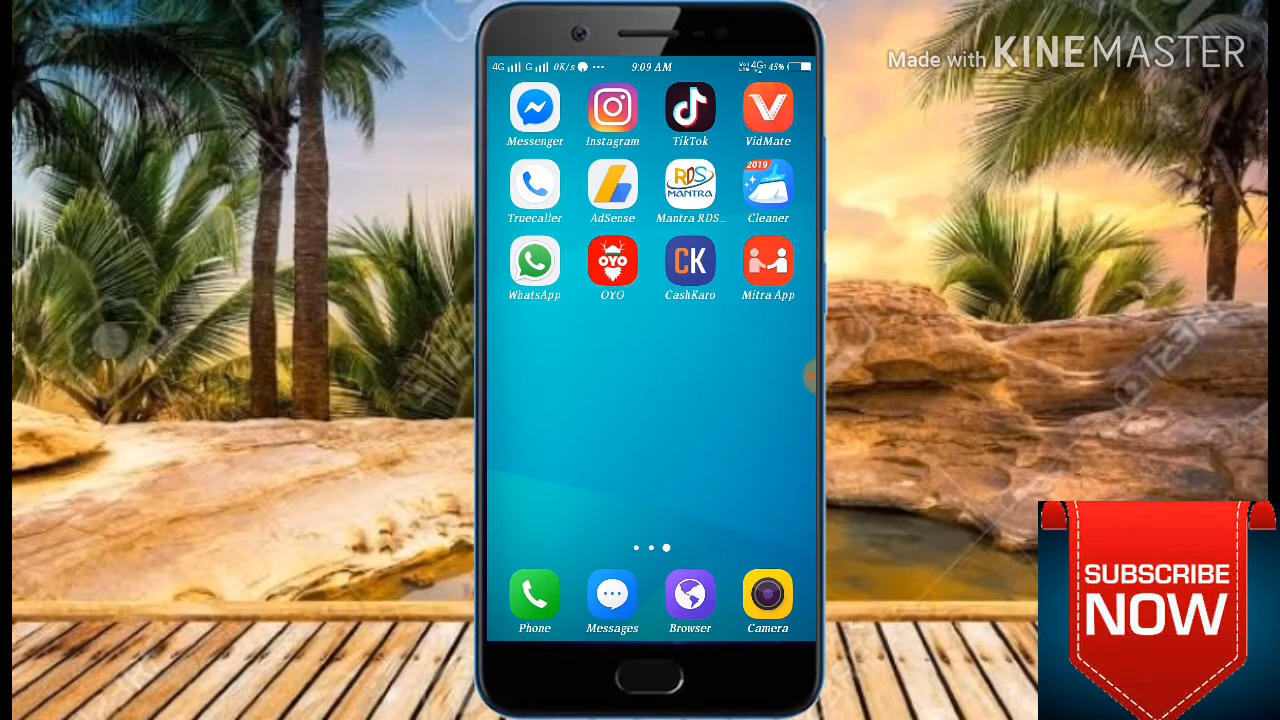 Made with KINEMASTER
4G G 0K/s 9:09 AM 4G 45%
Messenger Instagram TikTok VidMate
2019
RDS
MANTRA
Truecaller AdSense Mantra RDS... Cleaner
OYO CK
WhatsApp OYO CashKaro Mitra App
Phone Messages Browser Camera
SUBSCRIBE
NOW